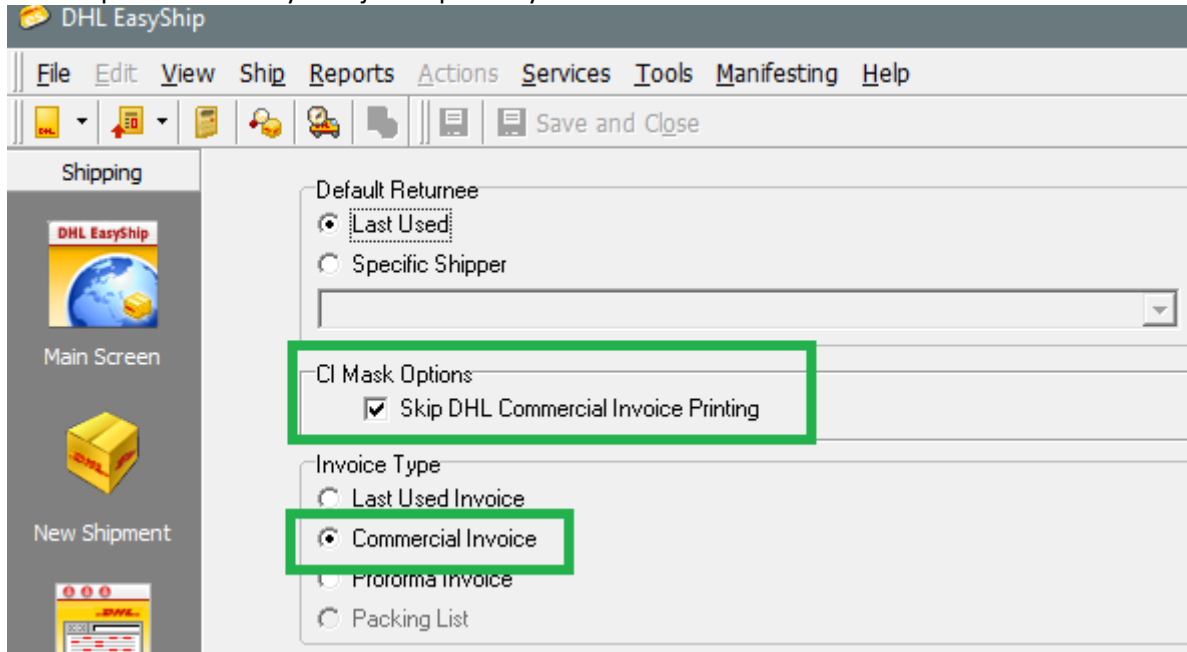 DHL EasyShip
File Edit View Ship Reports Actions Services Tools Manifesting Help
Save and Close
Shipping
Default Returnee
Last Used
DHL EasyShip
Specific Shipper
Main Screen
CI Mask Options
Skip DHL Commercial Invoice Printing
Invoice Type
Last Used Invoice
New Shipment
Commercial Invoice
Proforma Invoice
Packing List